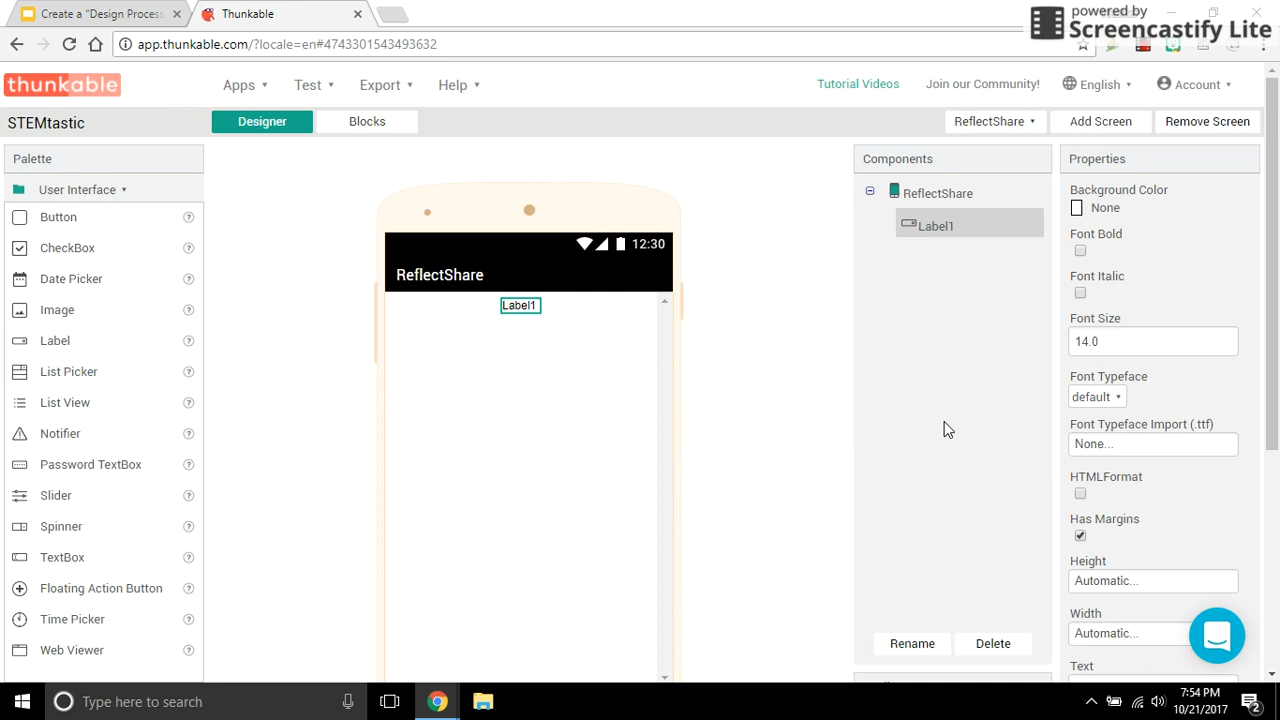 Create a "Design Process
Thunkable
powered by
Screencastify Lite
app.thunkable.com/?locale=en#4743301543493632
thunkable
Apps
Test
Export
Help
Tutorial Videos
Join our Community!
English
Account
STEMtastic
Designer
Blocks
ReflectShare
Add Screen
Remove Screen
Palette
User Interface
Button
CheckBox
Date Picker
Image
Label
List Picker
List View
Notifier
Password TextBox
Slider
Spinner
TextBox
Floating Action Button
Time Picker
Web Viewer
12:30
ReflectShare
Label1
Components
ReflectShare
Label1
Rename
Delete
Properties
Background Color
None
Font Bold
Font Italic
Font Size
14.0
Font Typeface
default
Font Typeface Import (.ttf)
None...
HTMLFormat
Has Margins
Height
Automatic...
Width
Automatic...
Text
Type here to search
7:54 PM
10/21/2017
2